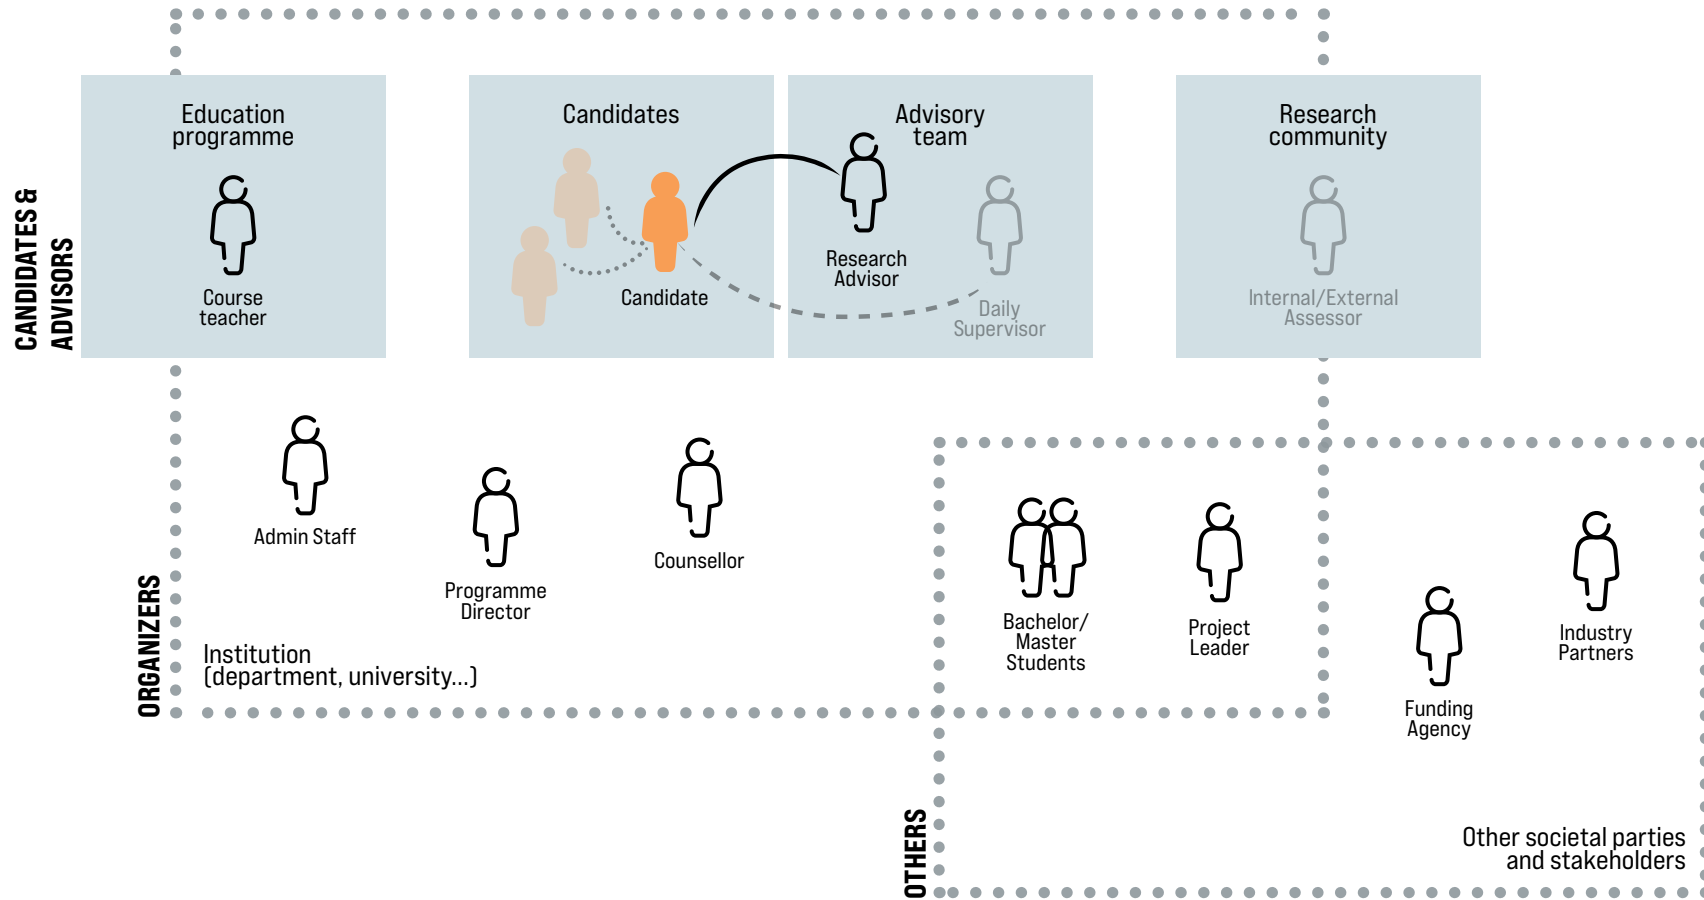 CANDIDATES &
ADVISORS
Education
programme
Course
teacher
Candidates
Candidate
Advisory
team
Research
Advisor
Daily
Supervisor
Research
community
Internal/External
Assessor
ORGANIZERS
Admin Staff
Programme
Director
Counsellor
Institution
(department, university...)
Bachelor/
Master
Students
Project
Leader
Funding
Agency
Industry
Partners
OTHERS
Other societal parties
and stakeholders